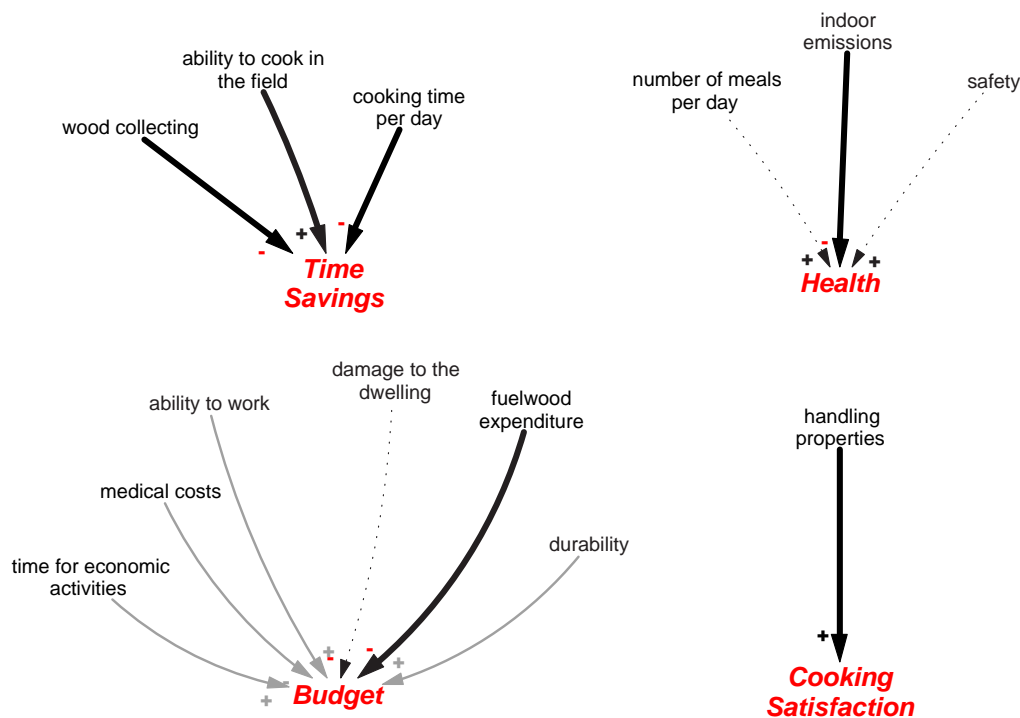 ability to cook in
the field
cooking time
per day
wood collecting
-
+
-
Time
Savings
indoor
emissions
number of meals
per day
safety
+
-
+
Health
damage to the
dwelling
ability to work
fuelwood
expenditure
medical costs
durability
time for economic
activities
+
-
+
-
-
+
Budget
handling
properties
+
Cooking
Satisfaction